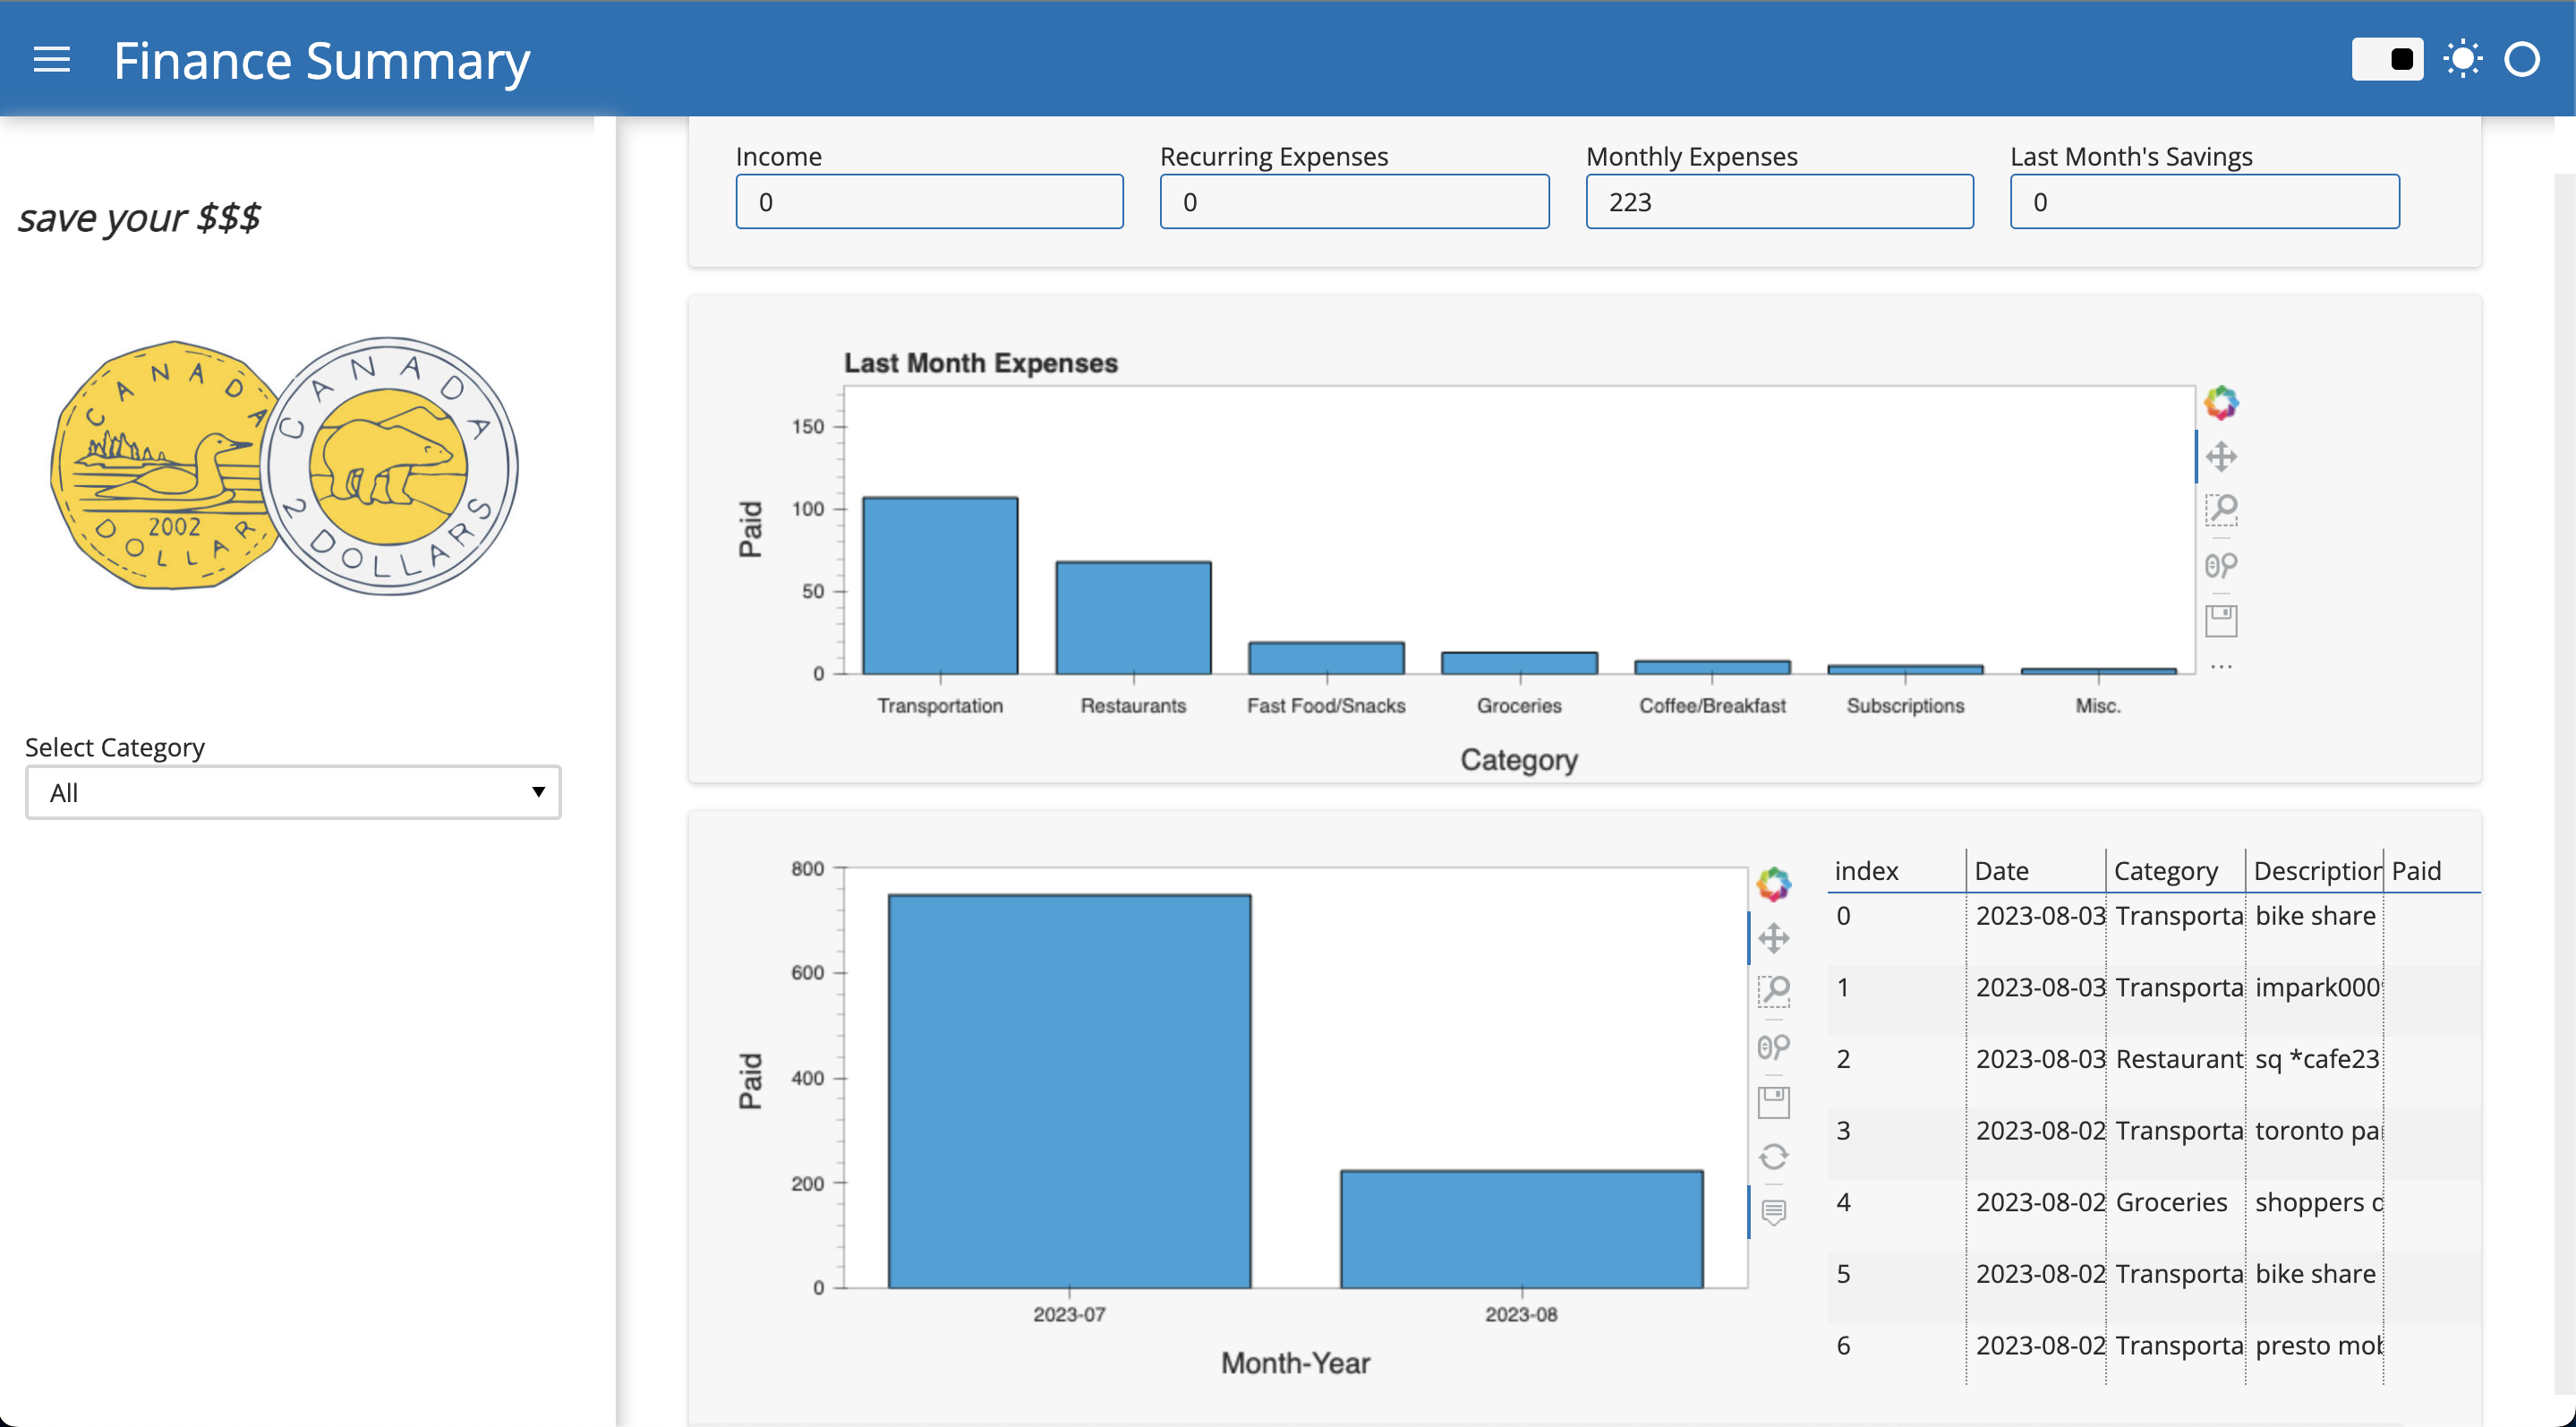 Finance Summary
save your $$$
CANADA
2002
DOLLAR
CANADA
2 DOLLARS
Select Category
All
Income
0
Recurring Expenses
0
Monthly Expenses
223
Last Month's Savings
0
Last Month Expenses
Paid
150
100
50
0
Transportation Restaurants Fast Food/Snacks Groceries Coffee/Breakfast Subscriptions Misc.
Category
Paid
800
600
400
200
0
2023-07 2023-08
Month-Year
index Date Category Description Paid
0 2023-08-03 Transporta bike share
1 2023-08-03 Transporta impark000
2 2023-08-03 Restaurant sq *cafe23
3 2023-08-02 Transporta toronto pa
4 2023-08-02 Groceries shoppers
5 2023-08-02 Transporta bike share
6 2023-08-02 Transporta presto mo